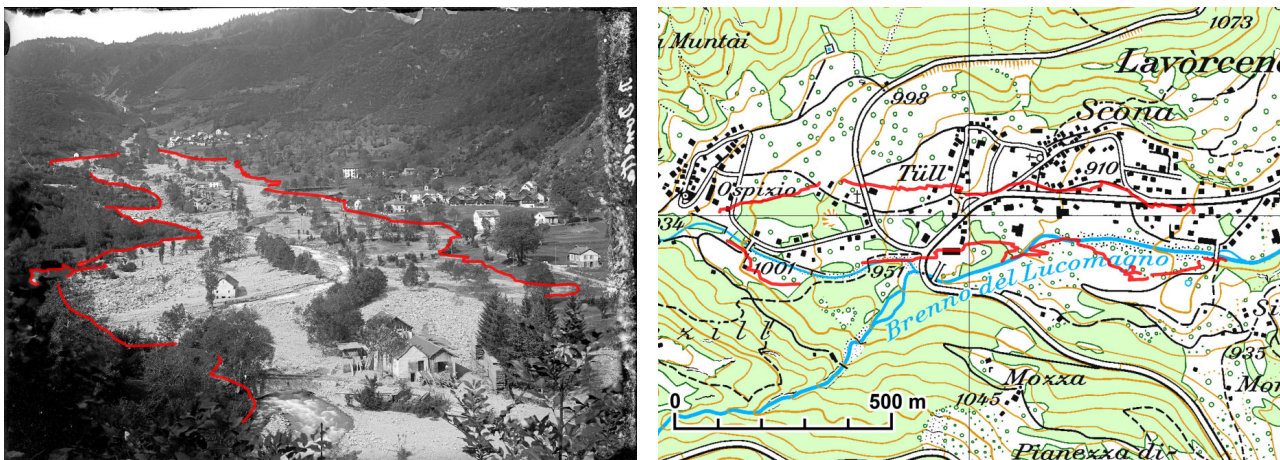 a Muntài
1073
Lavòrcen
998
Scóna
910
Ospizio
Tüll
934
1001
951
Brenno del Lucomagno
z i l l
935
Mozza
1045
0
500 m
Pianezza di-